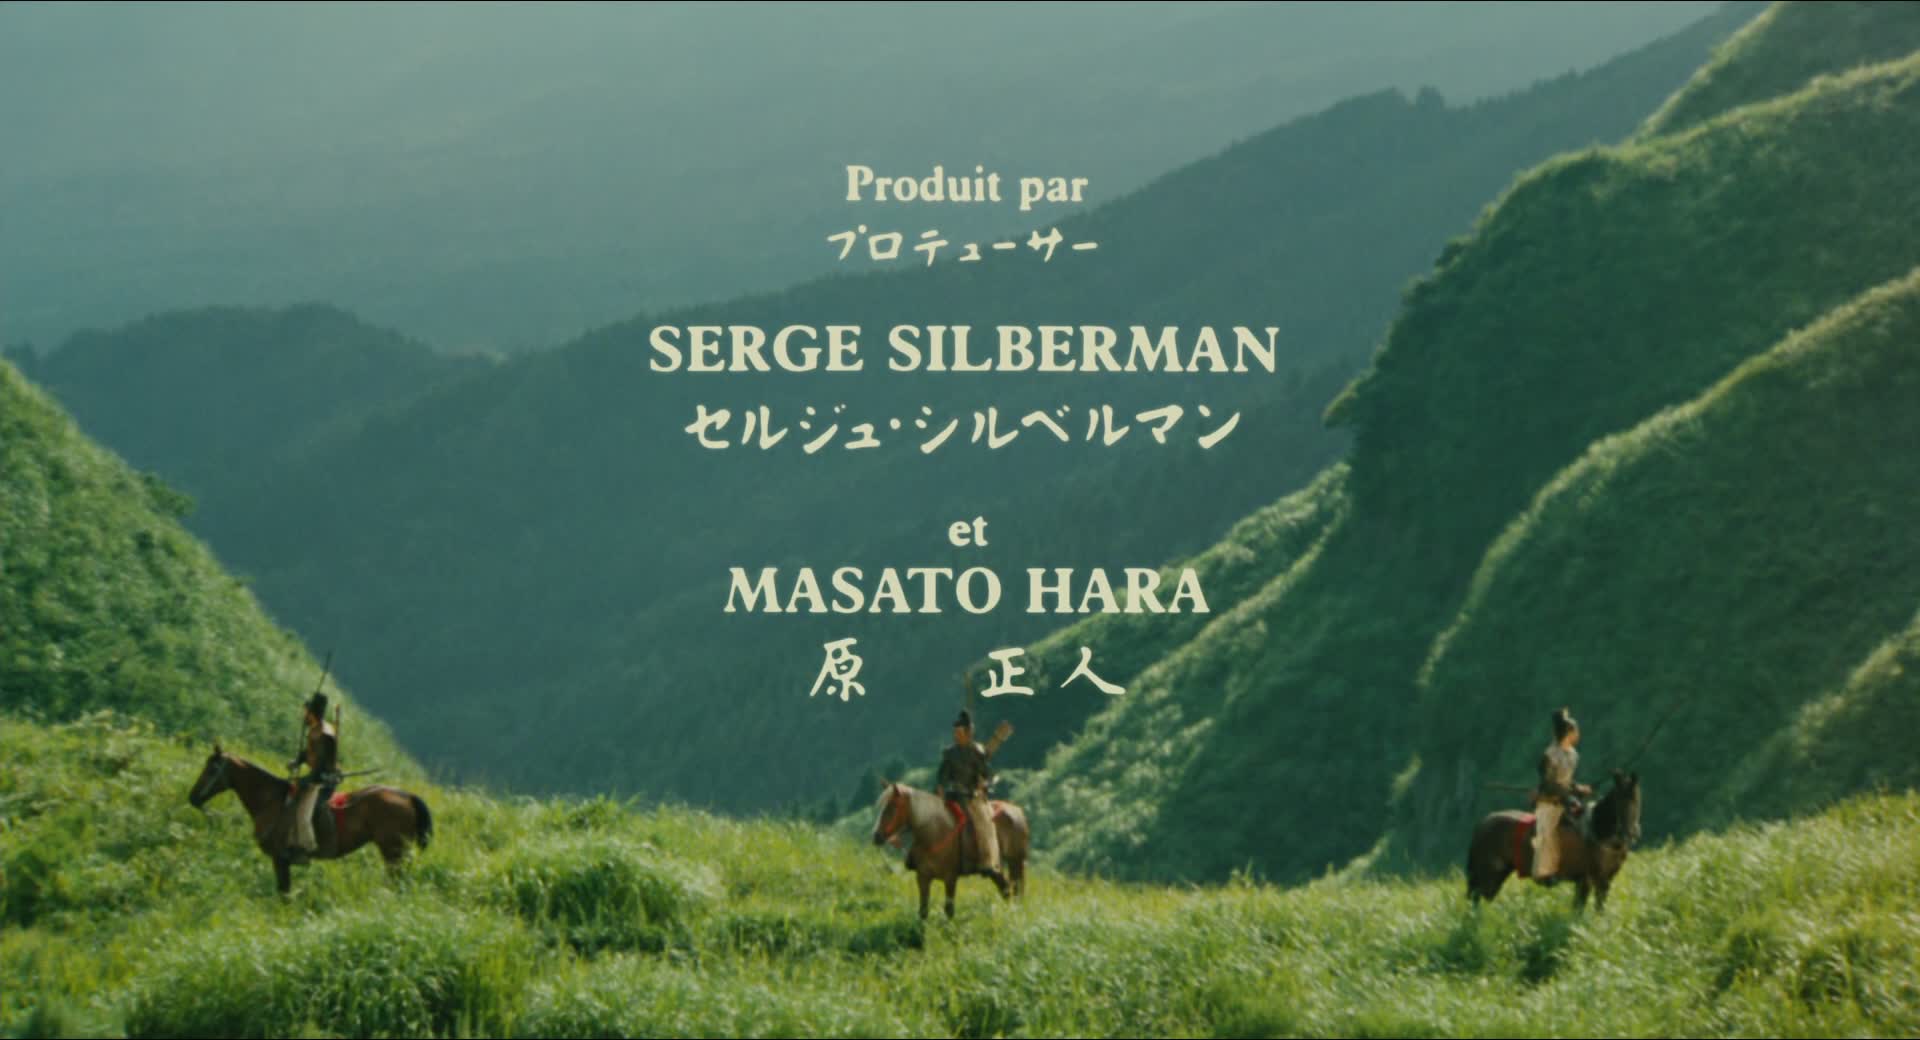 Produit par
プロデューサー
SERGE SILBERMAN
セルジュ・シルベルマン
et
MASATO HARA
原 正人